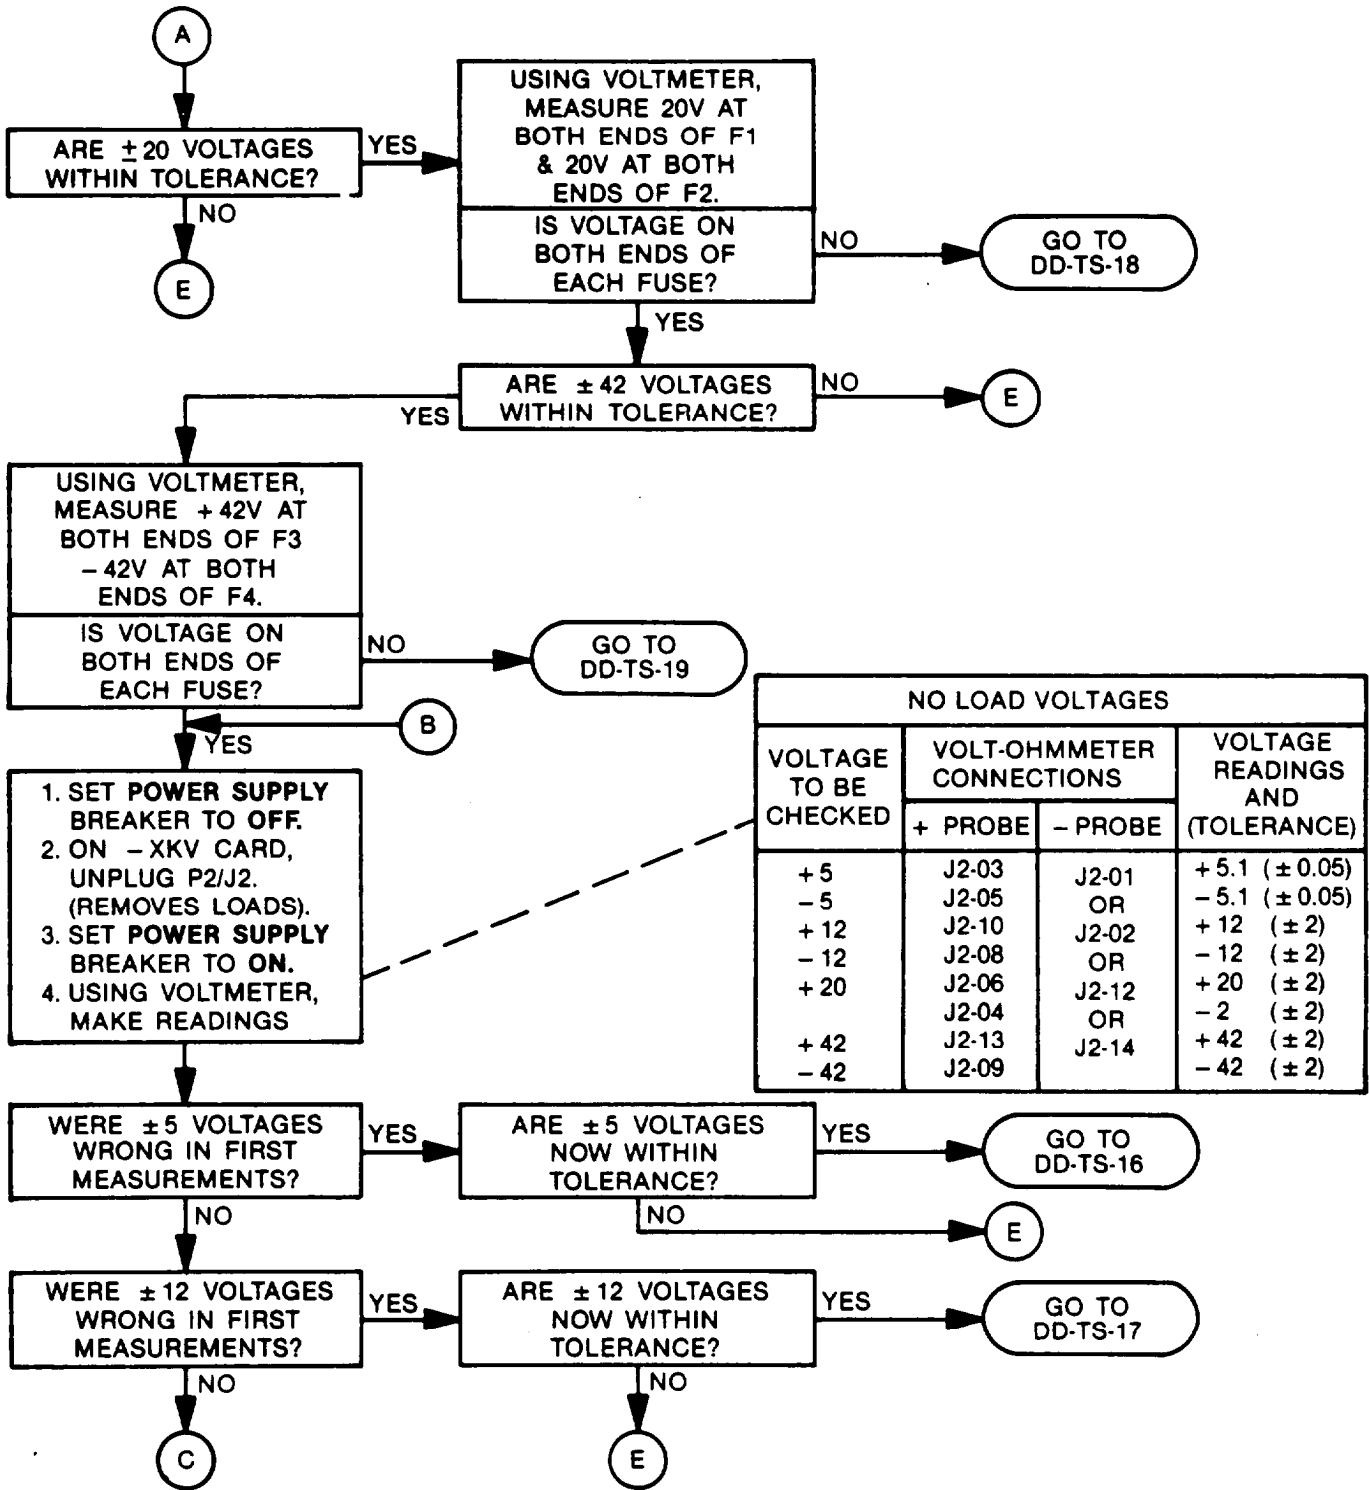 A
ARE ±20 VOLTAGES
WITHIN TOLERANCE?
YES
NO
E
USING VOLTMETER,
MEASURE 20V AT
BOTH ENDS OF F1
& 20V AT BOTH
ENDS OF F2.
IS VOLTAGE ON
BOTH ENDS OF
EACH FUSE?
NO
GO TO
DD-TS-18
YES
ARE ±42 VOLTAGES
WITHIN TOLERANCE?
NO
E
YES
USING VOLTMETER,
MEASURE +42V AT
BOTH ENDS OF F3
−42V AT BOTH
ENDS OF F4.
IS VOLTAGE ON
BOTH ENDS OF
EACH FUSE?
NO
GO TO
DD-TS-19
B
YES
1. SET POWER SUPPLY
BREAKER TO OFF.
2. ON −XKV CARD,
UNPLUG P2/J2.
(REMOVES LOADS).
3. SET POWER SUPPLY
BREAKER TO ON.
4. USING VOLTMETER,
MAKE READINGS
NO LOAD VOLTAGES
VOLTAGE
TO BE
CHECKED
VOLT-OHMMETER
CONNECTIONS
+ PROBE
− PROBE
VOLTAGE
READINGS
AND
(TOLERANCE)
+5
−5
+12
−12
+20
+42
−42
J2-03
J2-05
J2-10
J2-08
J2-06
J2-04
J2-13
J2-09
J2-01
OR
J2-02
OR
J2-12
OR
J2-14
+5.1 (±0.05)
−5.1 (±0.05)
+12 (±2)
−12 (±2)
+20 (±2)
−2 (±2)
+42 (±2)
−42 (±2)
WERE ±5 VOLTAGES
WRONG IN FIRST
MEASUREMENTS?
YES
ARE ±5 VOLTAGES
NOW WITHIN
TOLERANCE?
YES
GO TO
DD-TS-16
NO
NO
E
WERE ±12 VOLTAGES
WRONG IN FIRST
MEASUREMENTS?
YES
ARE ±12 VOLTAGES
NOW WITHIN
TOLERANCE?
YES
GO TO
DD-TS-17
NO
C
NO
E